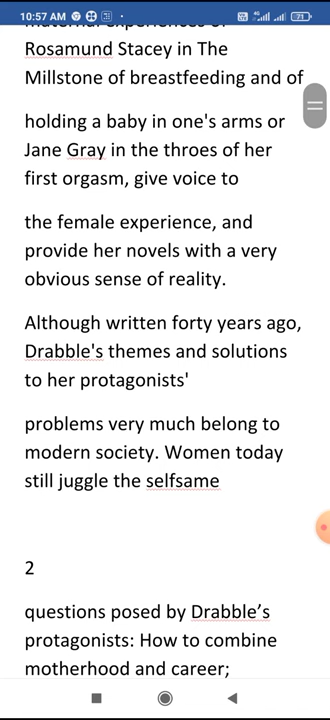 10:57 AM
71
Rosamund Stacey in The
Millstone of breastfeeding and of
holding a baby in one's arms or
Jane Gray in the throes of her
first orgasm, give voice to
the female experience, and
provide her novels with a very
obvious sense of reality.
Although written forty years ago,
Drabble's themes and solutions
to her protagonists'
problems very much belong to
modern society. Women today
still juggle the selfsame
2
questions posed by Drabble’s
protagonists: How to combine
motherhood and career;